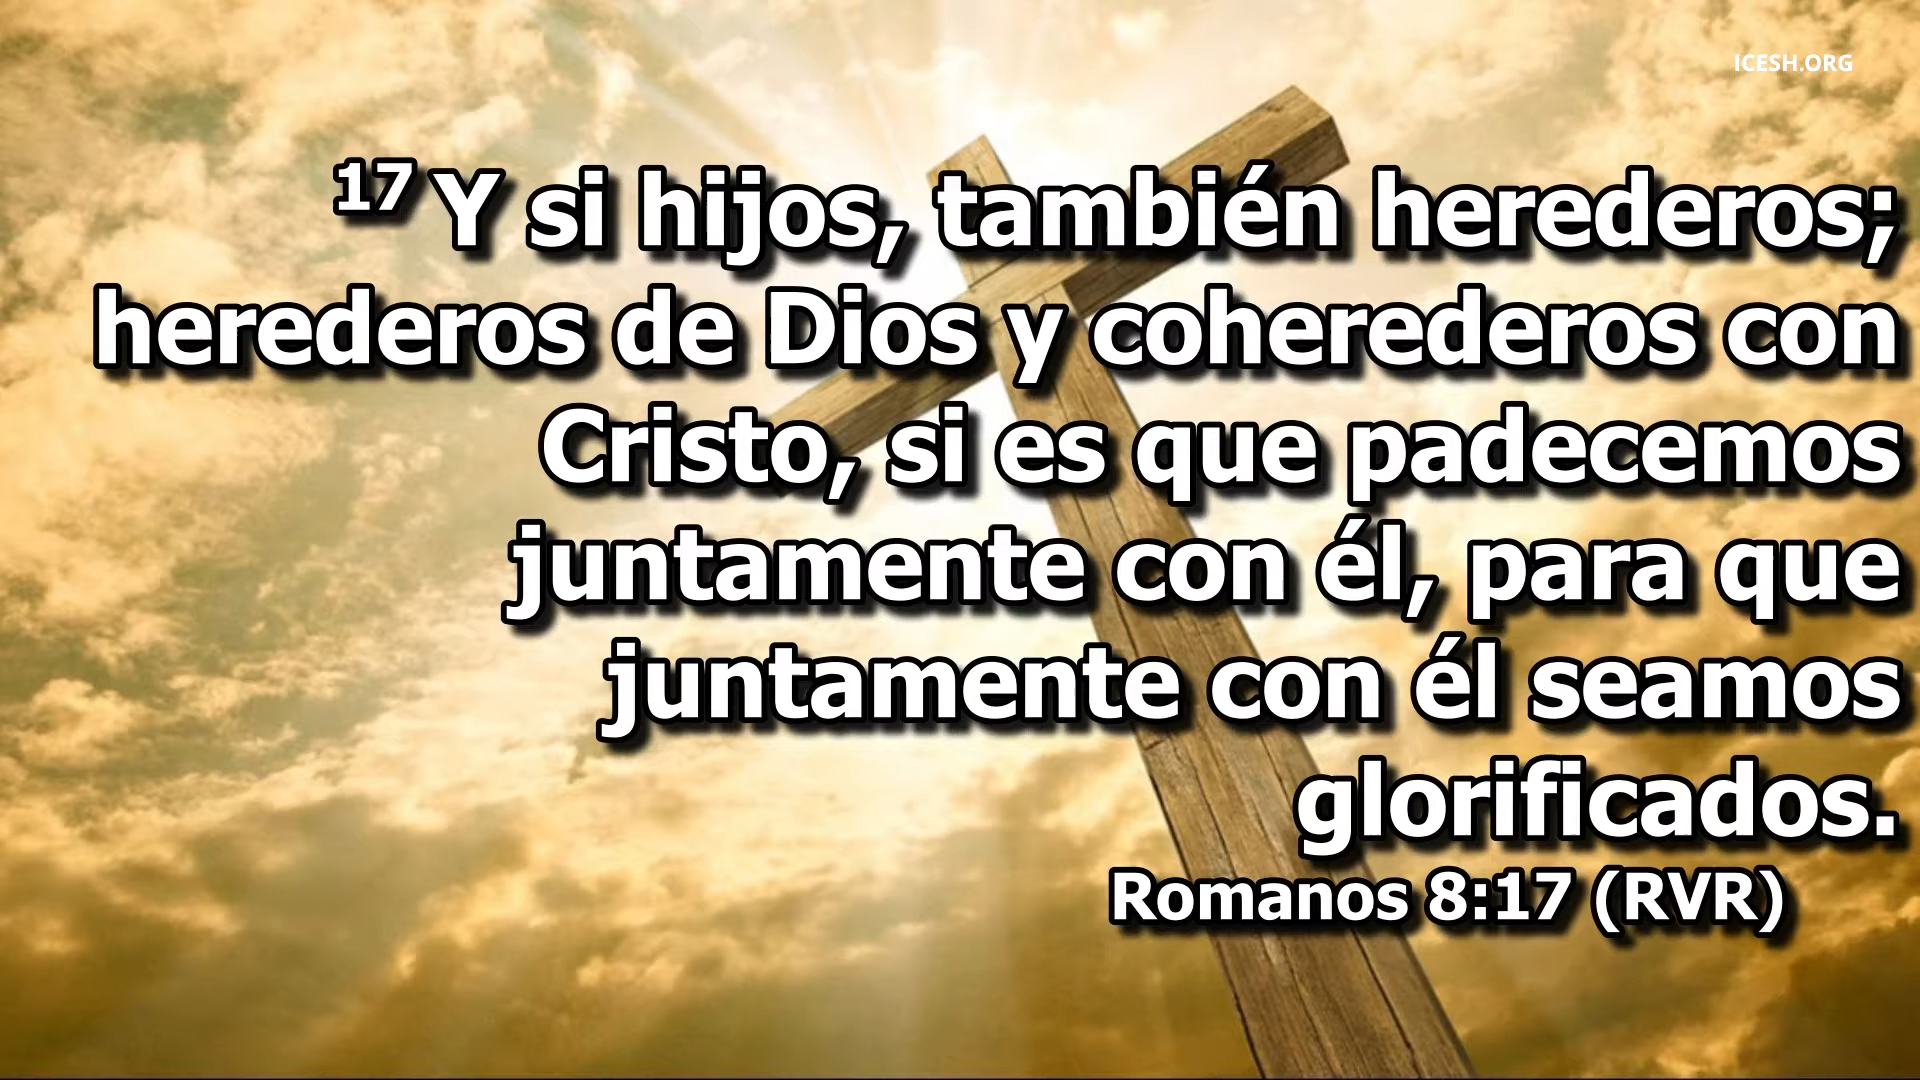 ICESH.ORG
17 Y si hijos, también herederos;
herederos de Dios y coherederos con
Cristo, si es que padecemos
juntamente con él, para que
juntamente con él seamos
glorificados.
Romanos 8:17 (RVR)